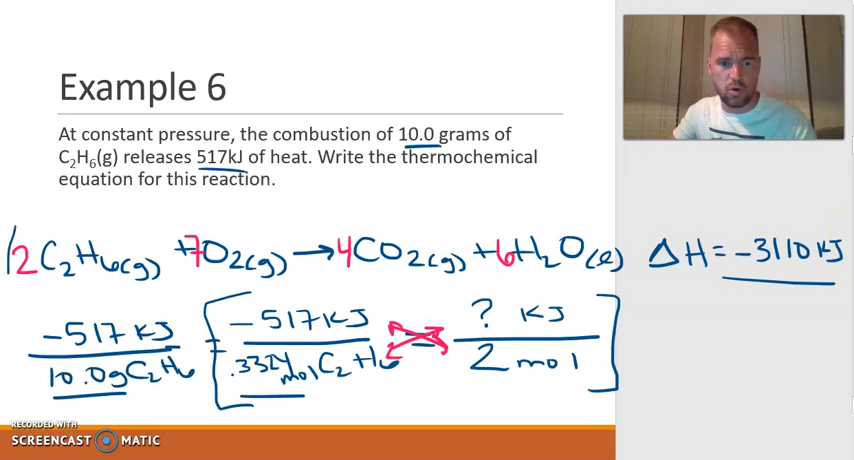 Example 6
At constant pressure, the combustion of 10.0 grams of
C₂H₆(g) releases 517kJ of heat. Write the thermochemical
equation for this reaction.
2C₂H₆(g) + 7O₂(g) → 4CO₂(g) + 6H₂O(l) ΔH = -3110 KJ
-517 KJ / 10.0g C₂H₆ = [ -517 KJ / .3324 mol C₂H₆ = ? KJ / 2 mol ]
RECORDED WITH
SCREENCAST MATIC